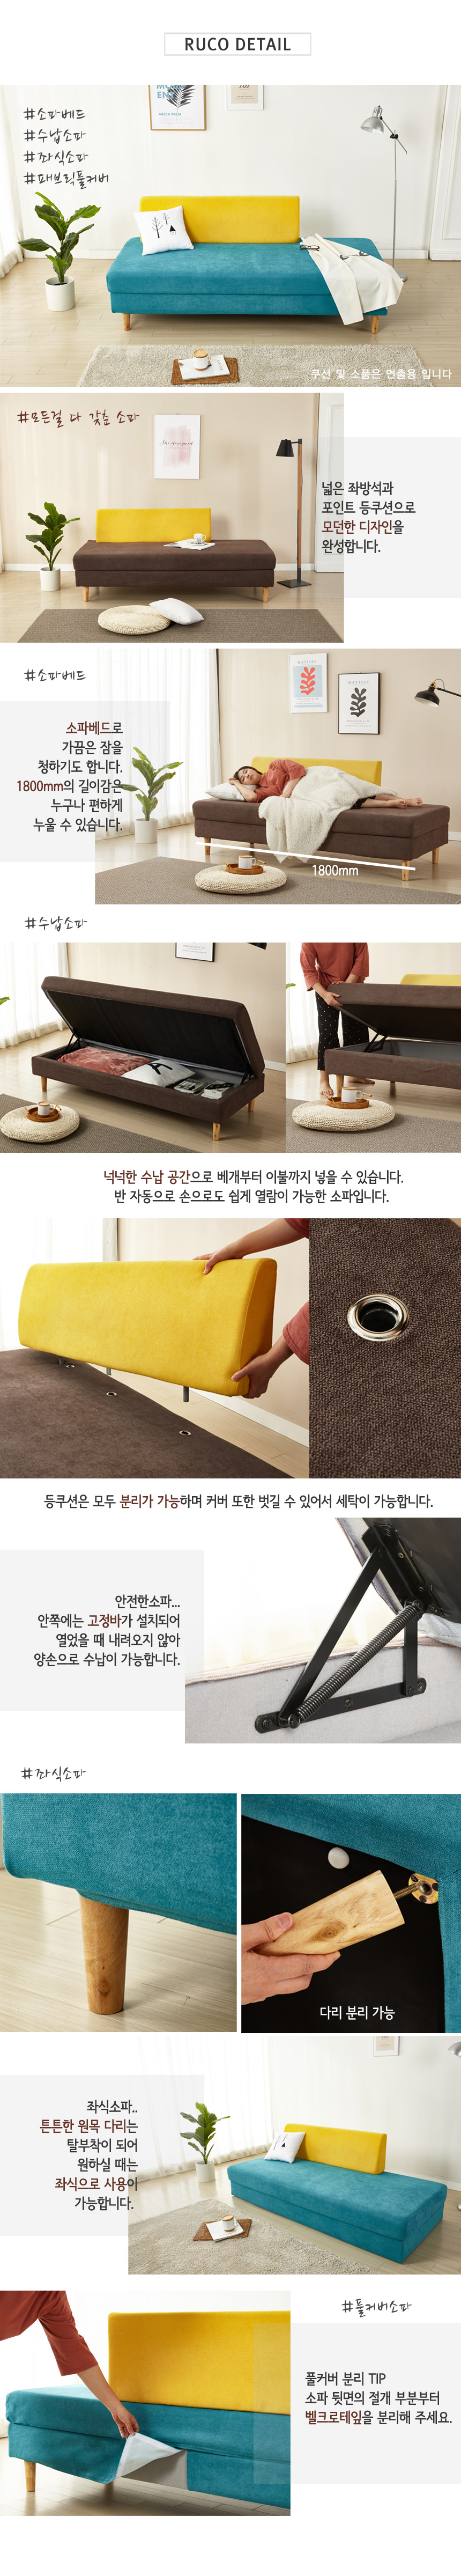 RUCO DETAIL
#소파베드
#수납소파
#좌식소파
#패브릭풀커버
쿠션 및 소품은 연출용 입니다
#모든걸 다 갖춘 소파
넓은 좌방석과
포인트 등쿠션으로
모던한 디자인을
완성합니다.
#소파베드
소파베드로
가끔은 잠을
청하기도 합니다.
1800mm의 길이감은
누구나 편하게
누울 수 있습니다.
MATISSE
MATISSE
1800mm
#수납소파
넉넉한 수납 공간으로 베개부터 이불까지 넣을 수 있습니다.
반 자동으로 손으로도 쉽게 열람이 가능한 소파입니다.
등쿠션은 모두 분리가 가능하며 커버 또한 벗길 수 있어서 세탁이 가능합니다.
안전한소파...
안쪽에는 고정바가 설치되어
열었을 때 내려오지 않아
양손으로 수납이 가능합니다.
#좌식소파
다리 분리 가능
좌식소파..
튼튼한 원목 다리는
탈부착이 되어
원하실 때는
좌식으로 사용이
가능합니다.
#풀커버소파
풀커버 분리 TIP
소파 뒷면의 절개 부분부터
벨크로테잎을 분리해 주세요.